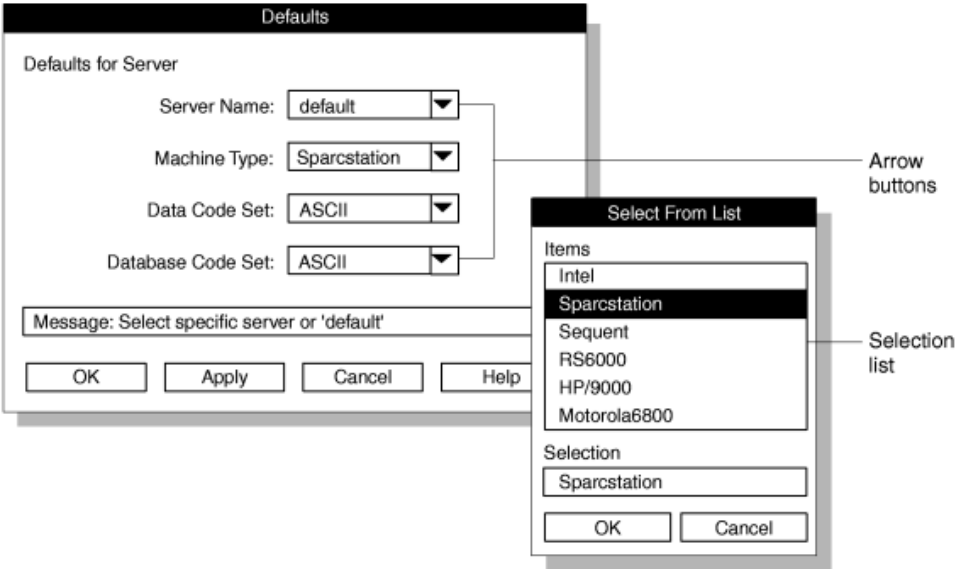 Defaults
Defaults for Server
Server Name: default
Machine Type: Sparcstation
Data Code Set: ASCII
Database Code Set: ASCII
Message: Select specific server or 'default'
OK Apply Cancel Help
Arrow
buttons
Select From List
Items
Intel
Sparcstation
Sequent
RS6000
HP/9000
Motorola6800
Selection
Sparcstation
OK Cancel
Selection
list